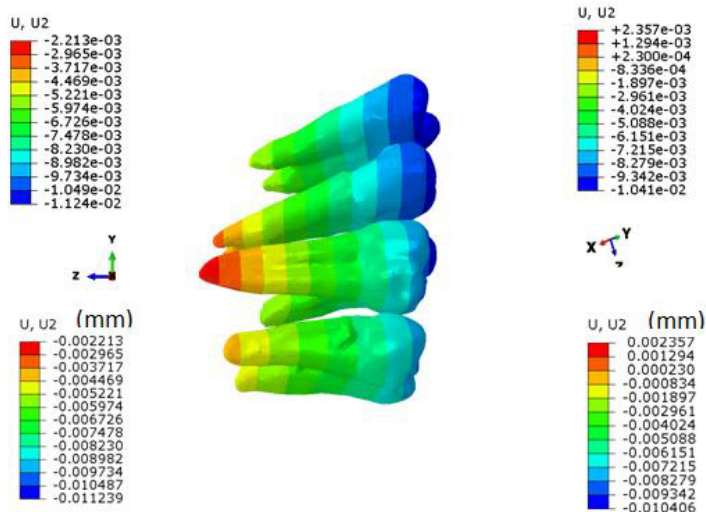 U, U2
-2.213e-03
-2.965e-03
-3.717e-03
-4.469e-03
-5.221e-03
-5.974e-03
-6.726e-03
-7.478e-03
-8.230e-03
-8.982e-03
-9.734e-03
-1.049e-02
-1.124e-02
Y
Z
X
(mm)
U, U2
-0.002213
-0.002965
-0.003717
-0.004469
-0.005221
-0.005974
-0.006726
-0.007478
-0.008230
-0.008982
-0.009734
-0.010487
-0.011239
U, U2
+2.357e-03
+1.294e-03
+2.300e-04
-8.336e-04
-1.897e-03
-2.961e-03
-4.024e-03
-5.088e-03
-6.151e-03
-7.215e-03
-8.279e-03
-9.342e-03
-1.041e-02
X
Y
(mm)
U, U2
0.002357
0.001294
0.000230
-0.000834
-0.001897
-0.002961
-0.004024
-0.005088
-0.006151
-0.007215
-0.008279
-0.009342
-0.010406